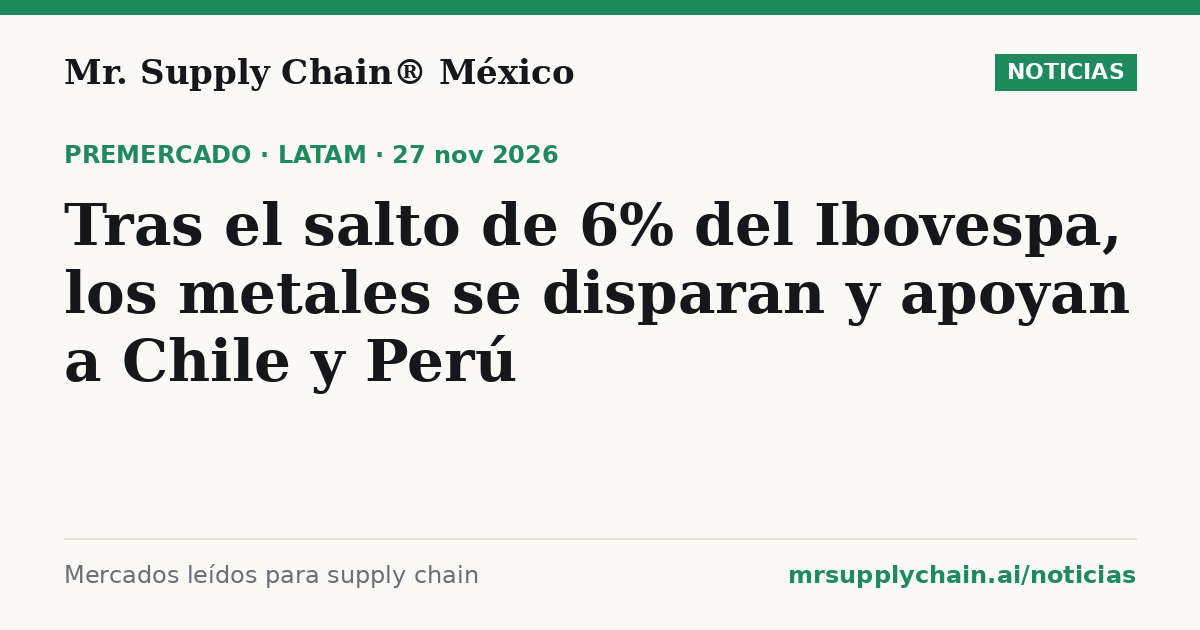 Mr. Supply Chain® México
NOTICIAS
PREMERCADO · LATAM · 27 nov 2026
Tras el salto de 6% del Ibovespa,
los metales se disparan y apoyan
a Chile y Perú
Mercados leídos para supply chain
mrsupplychain.ai/noticias